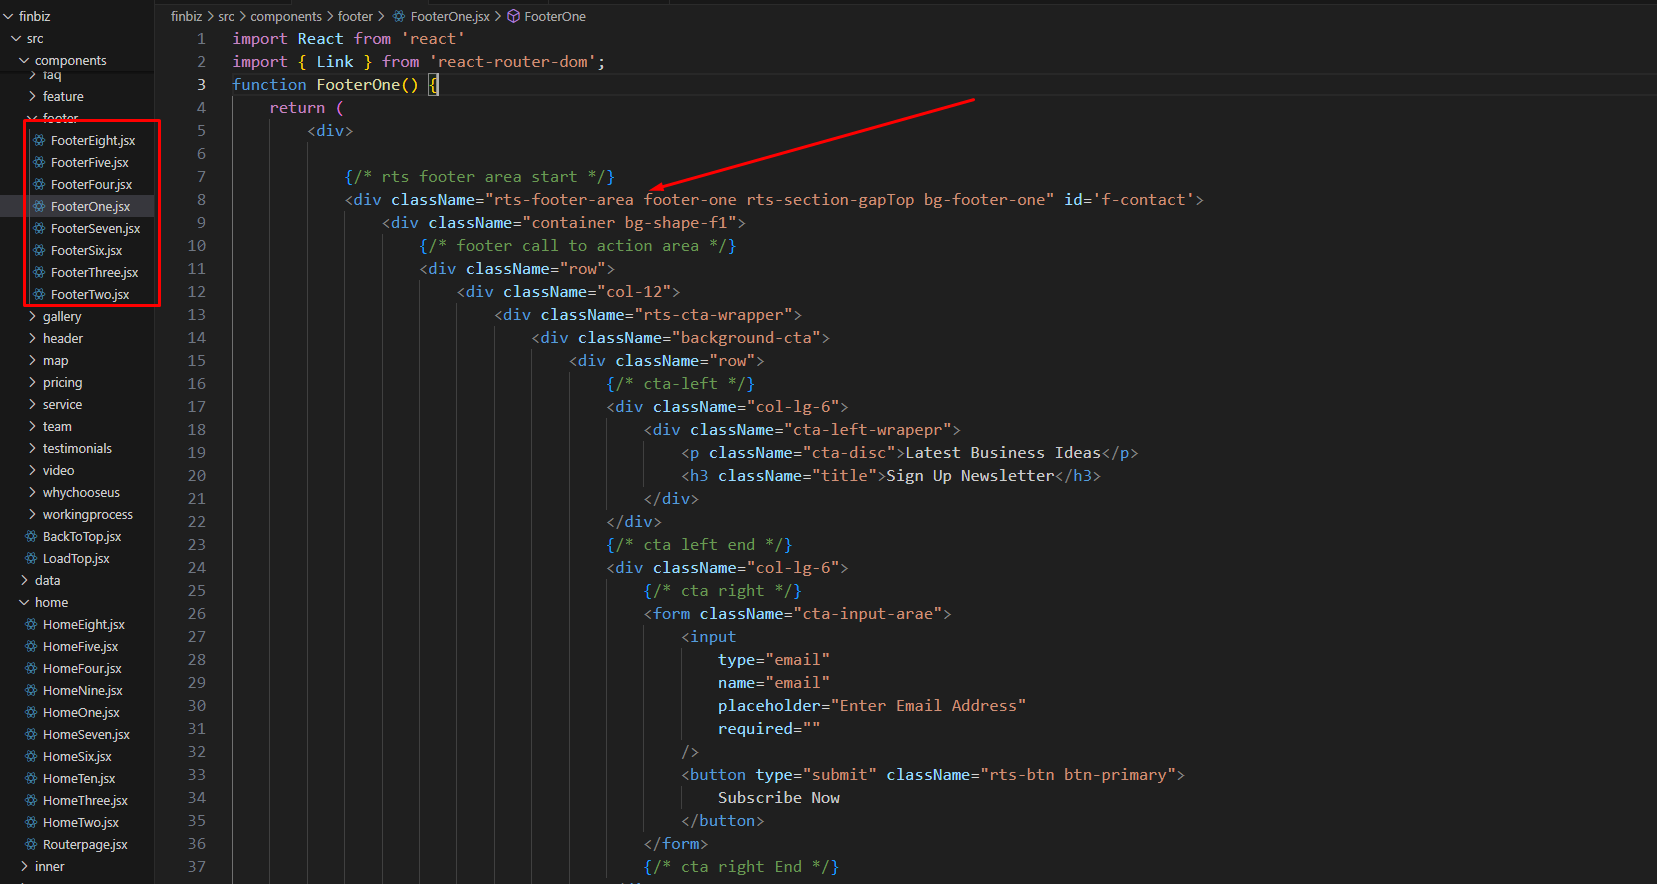 finbiz
src
components
faq
feature
footer
FooterEight.jsx
FooterFive.jsx
FooterFour.jsx
FooterOne.jsx
FooterSeven.jsx
FooterSix.jsx
FooterThree.jsx
FooterTwo.jsx
gallery
header
map
pricing
service
team
testimonials
video
whychooseus
workingprocess
BackToTop.jsx
LoadTop.jsx
data
home
HomeEight.jsx
HomeFive.jsx
HomeFour.jsx
HomeNine.jsx
HomeOne.jsx
HomeSeven.jsx
HomeSix.jsx
HomeTen.jsx
HomeThree.jsx
HomeTwo.jsx
Routerpage.jsx
inner
finbiz > src > components > footer > FooterOne.jsx > FooterOne
1 import React from 'react'
2 import { Link } from 'react-router-dom';
3 function FooterOne() {
4 return (
5 <div>
6
7 {/* rts footer area start */}
8 <div className="rts-footer-area footer-one rts-section-gapTop bg-footer-one" id='f-contact'>
9 <div className="container bg-shape-f1">
10 {/* footer call to action area */}
11 <div className="row">
12 <div className="col-12">
13 <div className="rts-cta-wrapper">
14 <div className="background-cta">
15 <div className="row">
16 {/* cta-left */}
17 <div className="col-lg-6">
18 <div className="cta-left-wrapepr">
19 <p className="cta-disc">Latest Business Ideas</p>
20 <h3 className="title">Sign Up Newsletter</h3>
21 </div>
22 </div>
23 {/* cta left end */}
24 <div className="col-lg-6">
25 {/* cta right */}
26 <form className="cta-input-arae">
27 <input
28 type="email"
29 name="email"
30 placeholder="Enter Email Address"
31 required=""
32 />
33 <button type="submit" className="rts-btn btn-primary">
34 Subscribe Now
35 </button>
36 </form>
37 {/* cta right End */}